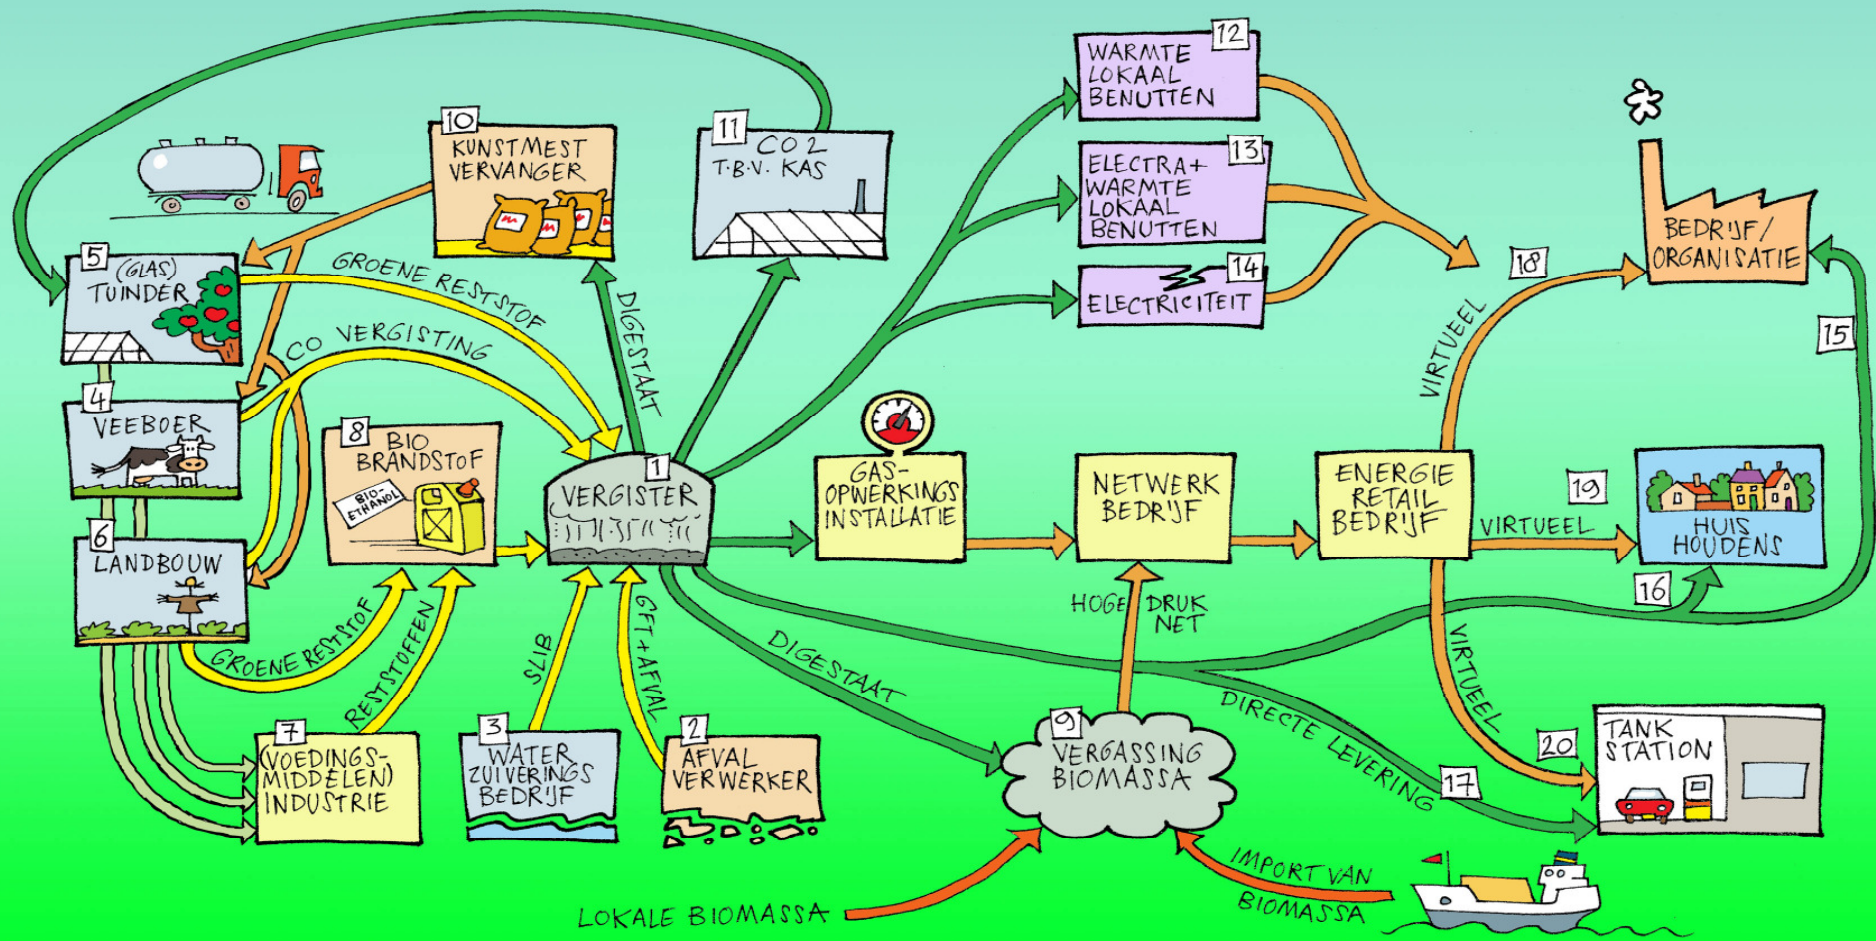 12
WARMTE
LOKAAL
BENUTTEN
10
KUNSTMEST
VERVANGER
11
CO2
T.B.V. KAS
13
ELECTRA+
WARMTE
LOKAAL
BENUTTEN
14
ELECTRICITEIT
5
(GLAS)
TUINDER
GROENE RESTSTOF
DIGESTAAT
CO VERGISTING
18
BEDRIJF/
ORGANISATIE
15
VIRTUEEL
4
VEEBOER
8
BIO
BRANDSTOF
BIO-
ETHANOL
1
VERGISTER
GAS-
OPWERKINGS
INSTALLATIE
NETWERK
BEDRIJF
ENERGIE
RETAIL
BEDRIJF
19
VIRTUEEL
HUIS
HOUDENS
16
6
LANDBOUW
GROENE RESTSTOF
RESTSTOFFEN
SLIB
GFT+AFVAL
HOGE DRUK
NET
DIGESTAAT
DIRECTE LEVERING
VIRTUEEL
7
(VOEDINGS-
MIDDELEN)
INDUSTRIE
3
WATER
ZUIVERINGS
BEDRIJF
2
AFVAL
VERWERKER
9
VERGASSING
BIOMASSA
17
20
TANK
STATION
LOKALE BIOMASSA
IMPORT VAN
BIOMASSA